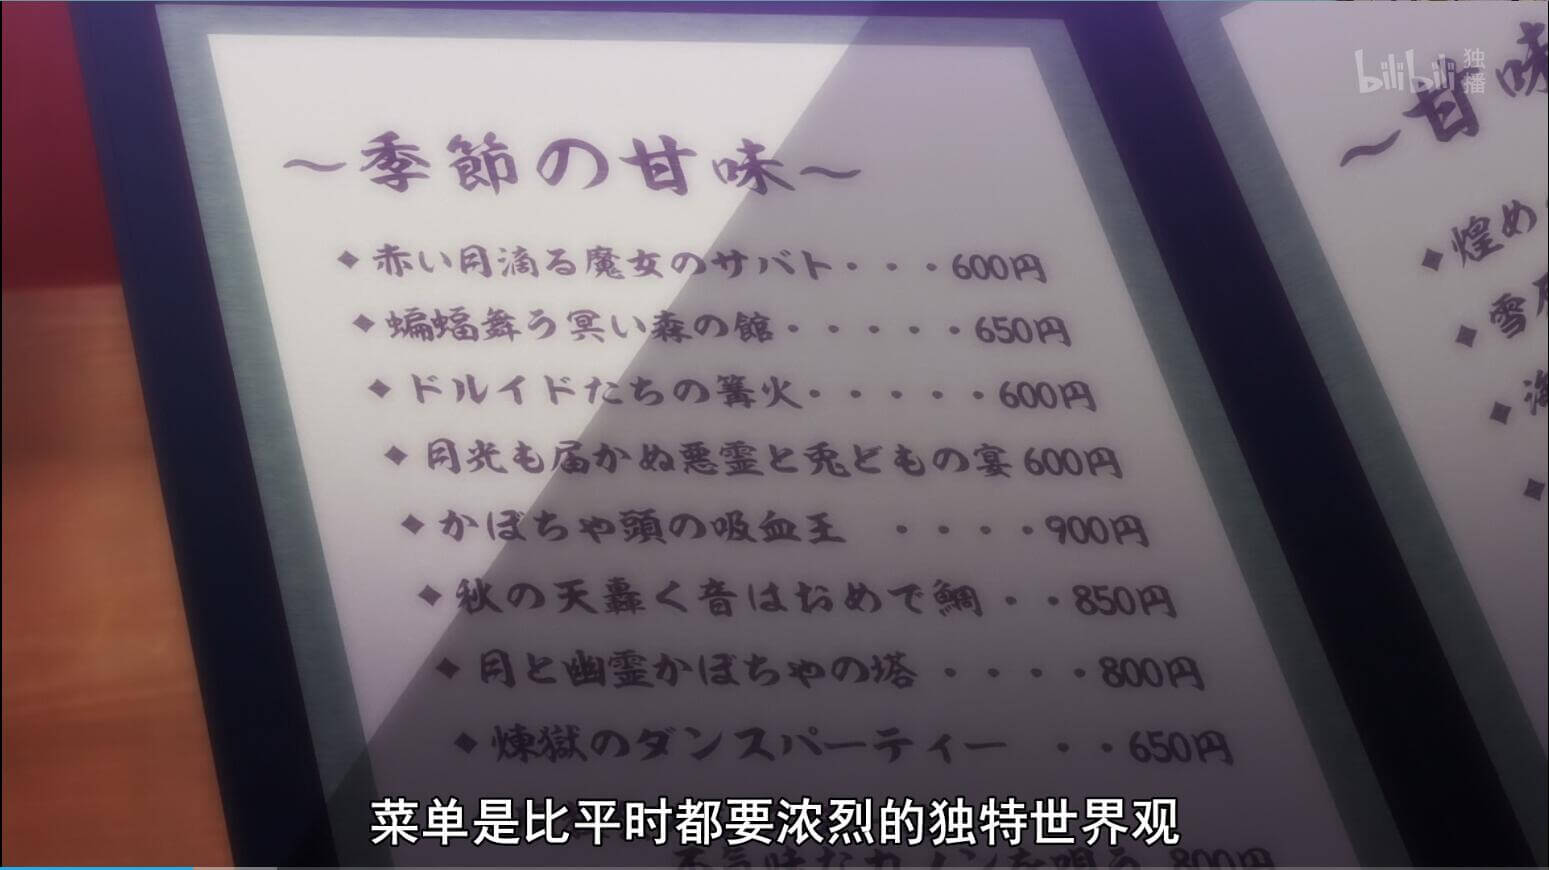 ～季節の甘味～
◆赤い月滴る魔女のサバト・・・600円
◆蝙蝠舞う冥い森の館・・・・・650円
◆ドルイドたちの篝火・・・・・600円
◆月光も届かぬ悪霊と兎どもの宴600円
◆かぼちゃ頭の吸血王 ・・・・900円
◆秋の天轟く音はおめで鯛・・850円
◆月と幽霊かぼちゃの塔・・・・800円
◆煉獄のダンスパーティー ・・650円
を唄う 800円
～甘味
◆煌め
◆雪
bilibili 独播
菜单是比平时都要浓烈的独特世界观